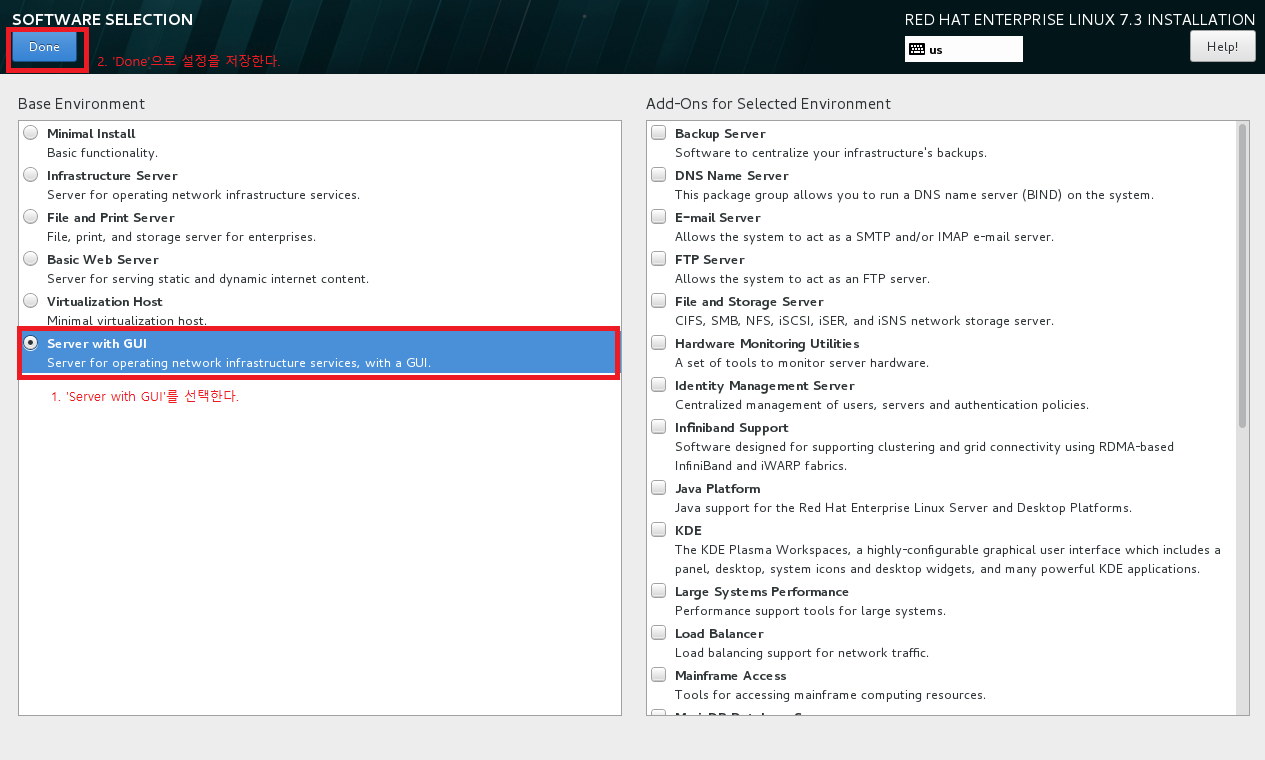 SOFTWARE SELECTION
Done
2. 'Done'으로 설정을 저장한다.
RED HAT ENTERPRISE LINUX 7.3 INSTALLATION
us
Help!
Base Environment
Minimal Install
Basic functionality.
Infrastructure Server
Server for operating network infrastructure services.
File and Print Server
File, print, and storage server for enterprises.
Basic Web Server
Server for serving static and dynamic internet content.
Virtualization Host
Minimal virtualization host.
Server with GUI
Server for operating network infrastructure services, with a GUI.
1. 'Server with GUI'를 선택한다.
Add-Ons for Selected Environment
Backup Server
Software to centralize your infrastructure's backups.
DNS Name Server
This package group allows you to run a DNS name server (BIND) on the system.
E-mail Server
Allows the system to act as a SMTP and/or IMAP e-mail server.
FTP Server
Allows the system to act as an FTP server.
File and Storage Server
CIFS, SMB, NFS, iSCSI, iSER, and iSNS network storage server.
Hardware Monitoring Utilities
A set of tools to monitor server hardware.
Identity Management Server
Centralized management of users, servers and authentication policies.
Infiniband Support
Software designed for supporting clustering and grid connectivity using RDMA-based
InfiniBand and iWARP fabrics.
Java Platform
Java support for the Red Hat Enterprise Linux Server and Desktop Platforms.
KDE
The KDE Plasma Workspaces, a highly-configurable graphical user interface which includes a
panel, desktop, system icons and desktop widgets, and many powerful KDE applications.
Large Systems Performance
Performance support tools for large systems.
Load Balancer
Load balancing support for network traffic.
Mainframe Access
Tools for accessing mainframe computing resources.